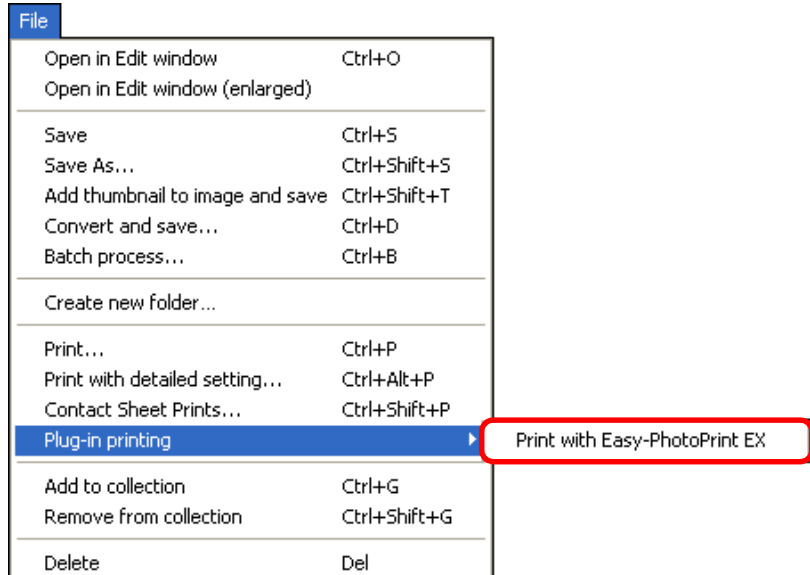 File
Open in Edit window Ctrl+O
Open in Edit window (enlarged)
Save Ctrl+S
Save As... Ctrl+Shift+S
Add thumbnail to image and save Ctrl+Shift+T
Convert and save... Ctrl+D
Batch process... Ctrl+B
Create new folder...
Print... Ctrl+P
Print with detailed setting... Ctrl+Alt+P
Contact Sheet Prints... Ctrl+Shift+P
Plug-in printing Print with Easy-PhotoPrint EX
Add to collection Ctrl+G
Remove from collection Ctrl+Shift+G
Delete Del